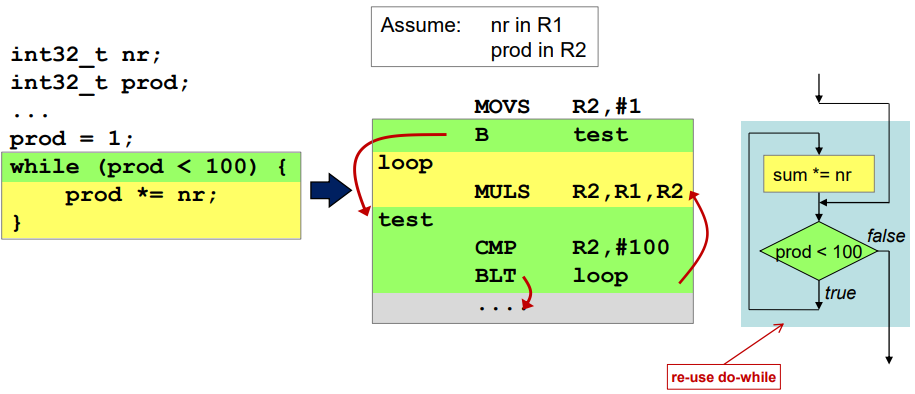 Assume: nr in R1
prod in R2
int32_t nr;
int32_t prod;
...
prod = 1;
while (prod < 100) {
prod *= nr;
}
MOVS R2,#1
B test
loop
MULS R2,R1,R2
test
CMP R2,#100
BLT loop
....
sum *= nr
prod < 100
false
true
re-use do-while